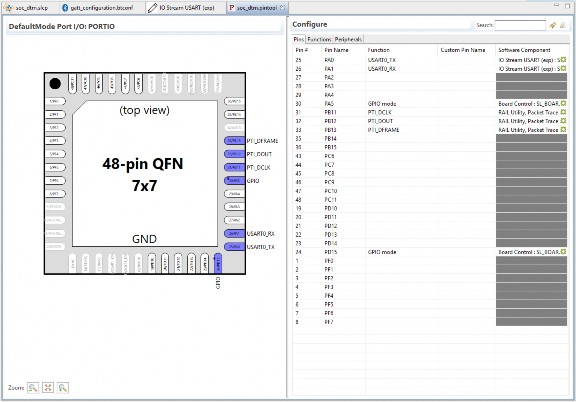 soc_dtm.slcp
gatt_configuration.btconf
IO Stream USART (exp)
soc_dtm.pintool
DefaultMode Port I/O: PORTIO
(top view)
48-pin QFN
7x7
GND
PTI_DFRAME
PTI_DOUT
PTI_DCLK
GPIO
USART0_RX
USART0_TX
GPIO
Zoom:
Configure
Search:
Pins Functions Peripherals
Pin # Pin Name Function Custom Pin Name Software Component
25 PA0 USART0_TX IO Stream USART (exp) : S
26 PA1 USART0_RX IO Stream USART (exp) : S
27 PA2
28 PA3
29 PA4
30 PA5 GPIO mode Board Control : SL_BOAR
31 PB11 PTI_DCLK RAIL Utility, Packet Trace
32 PB12 PTI_DOUT RAIL Utility, Packet Trace
33 PB13 PTI_DFRAME RAIL Utility, Packet Trace
35 PB14
36 PB15
43 PC6
44 PC7
45 PC8
46 PC9
47 PC10
48 PC11
18 PD9
19 PD10
20 PD11
21 PD12
22 PD13
23 PD14
24 PD15 GPIO mode Board Control : SL_BOAR
1 PF0
2 PF1
3 PF2
4 PF3
5 PF4
6 PF5
7 PF6
8 PF7